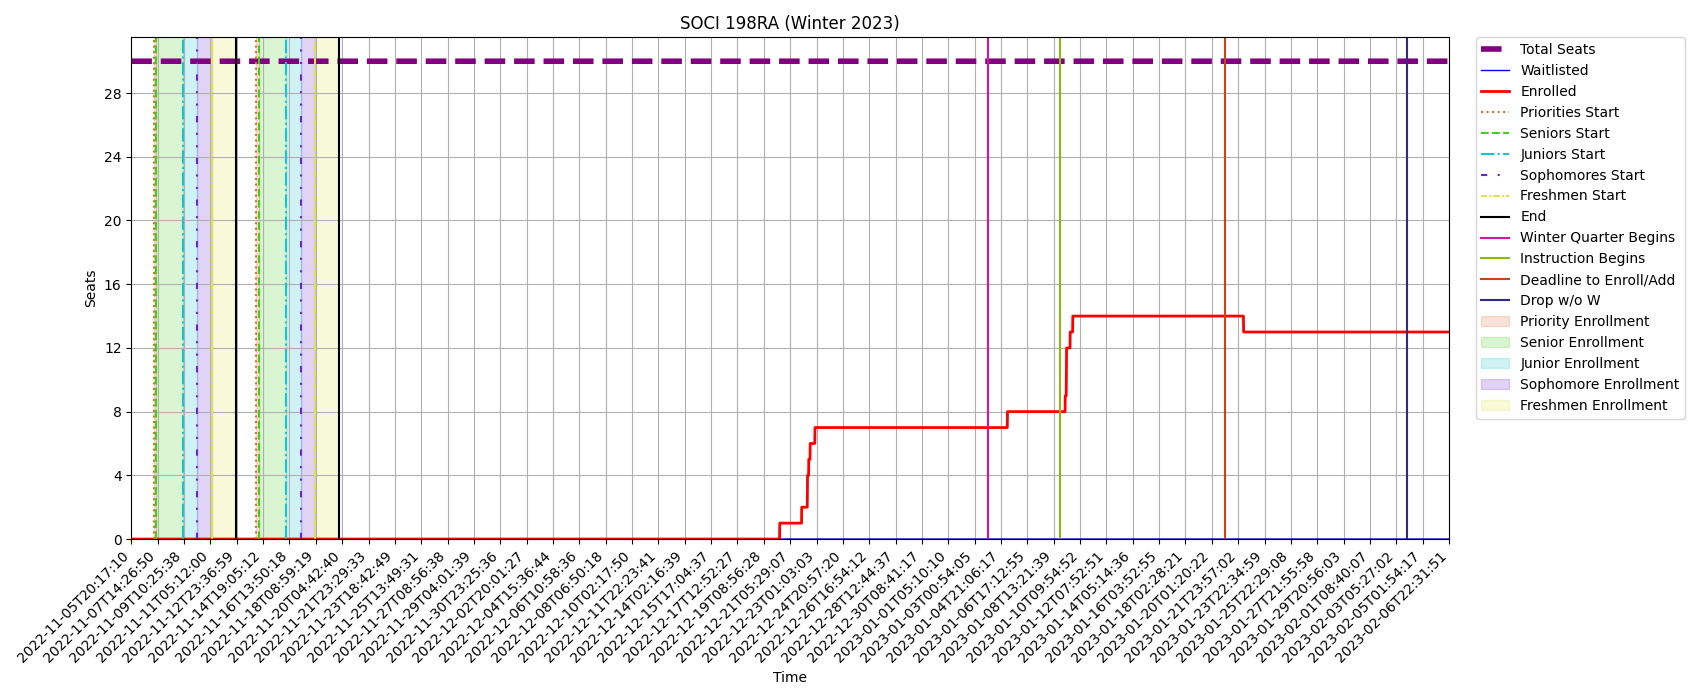 SOCI 198RA (Winter 2023)
Seats
28
24
20
16
12
8
4
0
2022-11-05T20:17:10
2022-11-07T14:26:50
2022-11-09T10:25:38
2022-11-11T05:12:00
2022-11-12T23:36:59
2022-11-14T19:05:12
2022-11-16T13:50:18
2022-11-18T08:59:19
2022-11-20T04:42:40
2022-11-21T23:29:33
2022-11-23T18:42:49
2022-11-25T13:49:31
2022-11-27T08:56:38
2022-11-29T04:01:39
2022-11-30T23:25:36
2022-12-02T20:01:27
2022-12-04T15:36:44
2022-12-06T10:58:36
2022-12-08T06:50:18
2022-12-10T02:17:50
2022-12-11T22:23:41
2022-12-14T02:16:39
2022-12-15T17:04:37
2022-12-17T12:52:27
2022-12-19T08:56:28
2022-12-21T05:29:07
2022-12-23T01:03:03
2022-12-24T20:57:20
2022-12-26T16:54:12
2022-12-28T12:44:37
2022-12-30T08:41:17
2023-01-01T05:10:10
2023-01-03T00:54:05
2023-01-04T21:06:17
2023-01-06T17:12:55
2023-01-08T13:21:39
2023-01-10T09:54:52
2023-01-12T07:52:51
2023-01-14T05:14:36
2023-01-16T03:52:55
2023-01-18T02:28:21
2023-01-20T01:20:22
2023-01-21T23:57:02
2023-01-23T22:34:59
2023-01-25T22:29:08
2023-01-27T21:55:58
2023-01-29T20:56:03
2023-02-01T08:40:07
2023-02-03T05:27:02
2023-02-05T01:54:17
2023-02-06T22:31:51
Time
Total Seats
Waitlisted
Enrolled
Priorities Start
Seniors Start
Juniors Start
Sophomores Start
Freshmen Start
End
Winter Quarter Begins
Instruction Begins
Deadline to Enroll/Add
Drop w/o W
Priority Enrollment
Senior Enrollment
Junior Enrollment
Sophomore Enrollment
Freshmen Enrollment